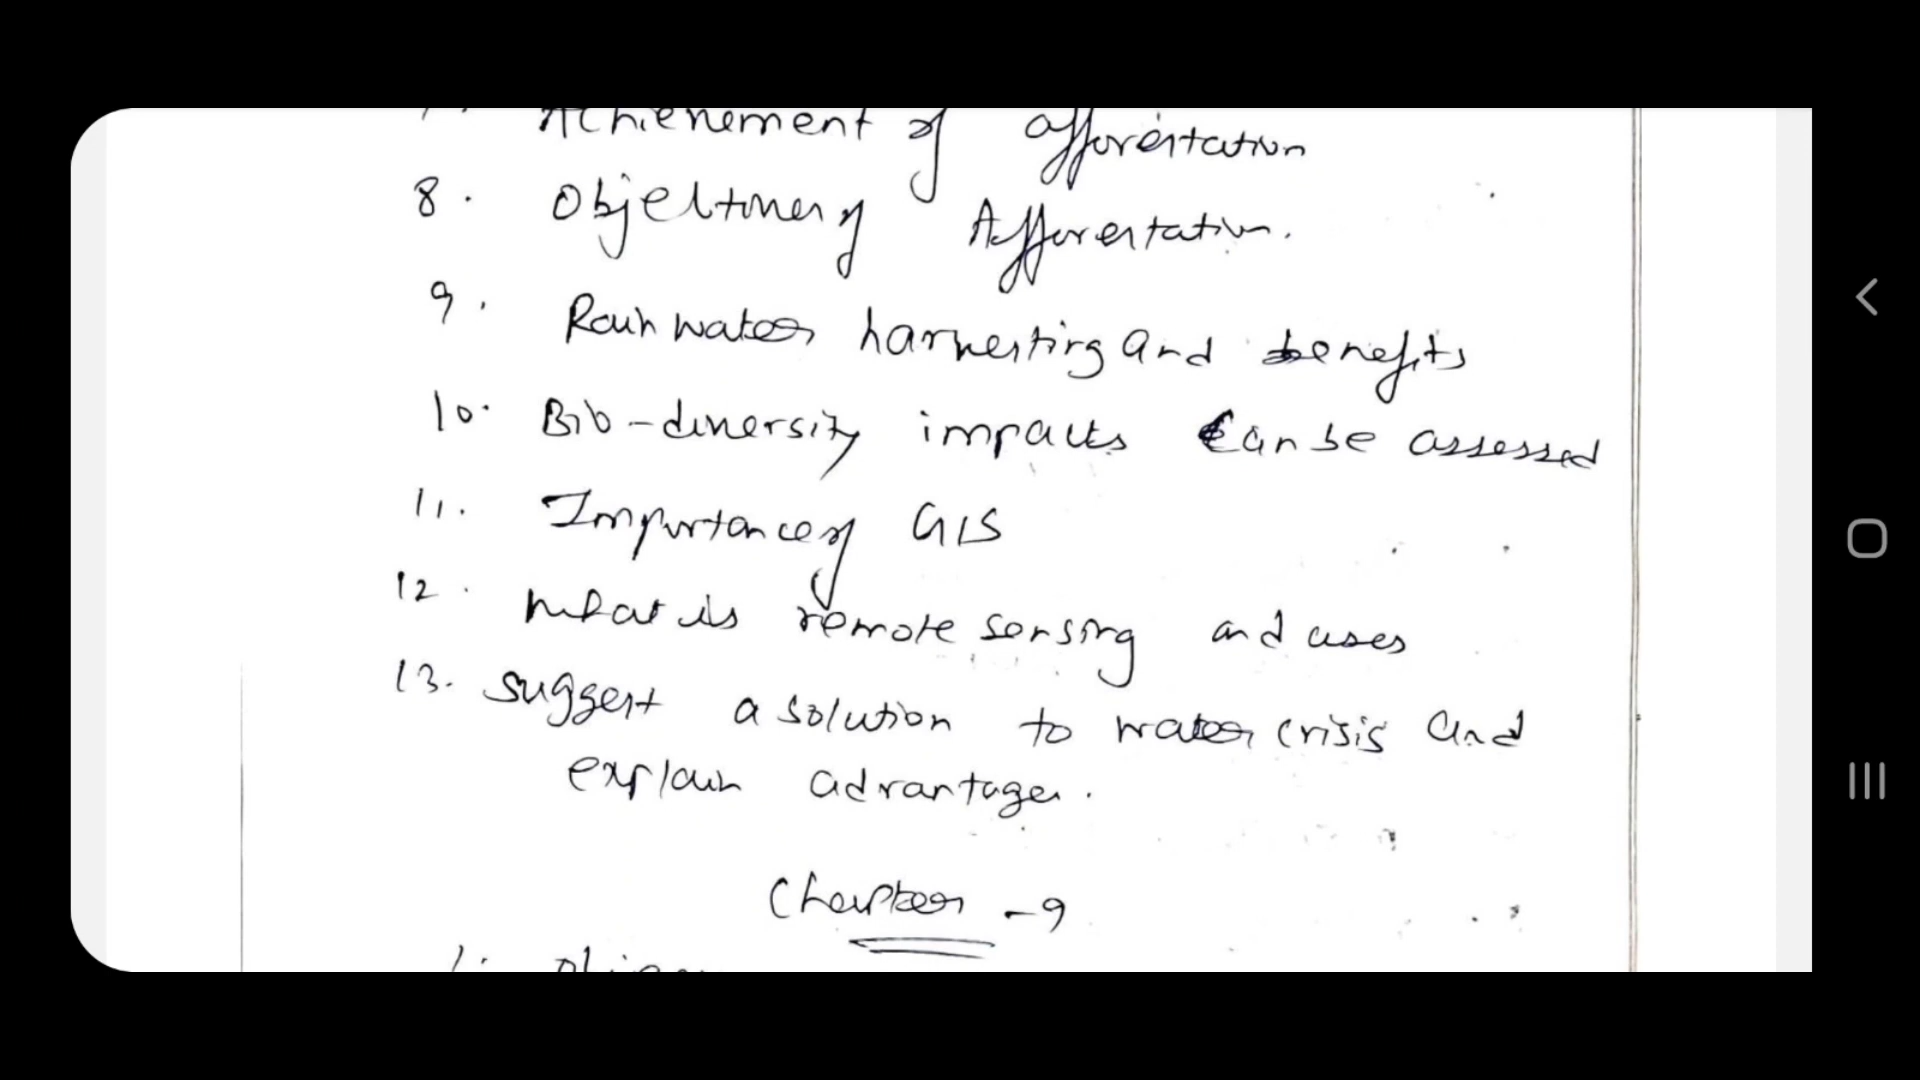 Achievement of afforestation
8. Objectives of Afforestation.
9. Rain water harvesting and benefits
10. Bio-diversity impacts can be assessed
11. Importance of GIS
12. What is remote sensing and uses
13. Suggest a solution to water crisis and
explain advantages.
Chapter - 9
1.